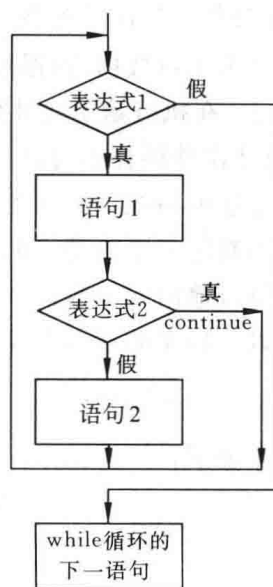 表达式1
假
真
语句1
表达式2
真
continue
假
语句2
while循环的
下一语句